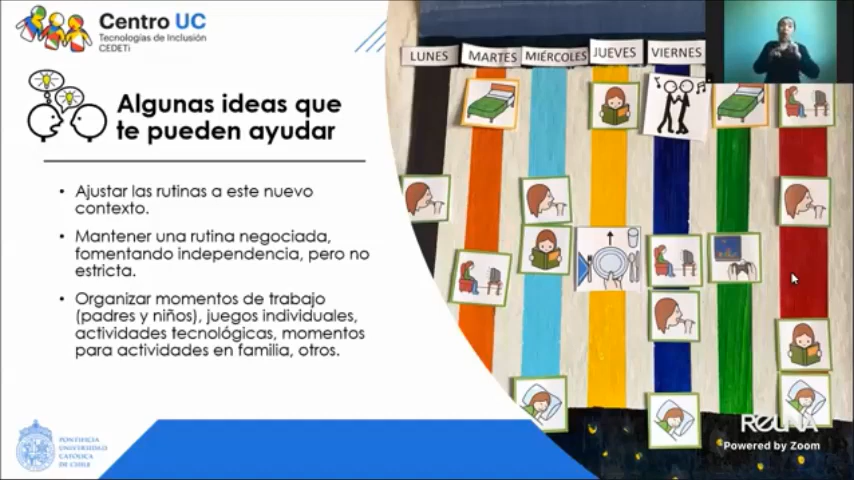 Centro UC
Tecnologías de Inclusión
CEDETi
Algunas ideas que
te pueden ayudar
• Ajustar las rutinas a este nuevo
contexto.
• Mantener una rutina negociada,
fomentando independencia, pero no
estricta.
• Organizar momentos de trabajo
(padres y niños), juegos individuales,
actividades tecnológicas, momentos
para actividades en familia, otros.
PONTIFICIA
UNIVERSIDAD
CATÓLICA
DE CHILE
LUNES
MARTES
MIÉRCOLES
JUEVES
VIERNES
REUNA
Powered by Zoom